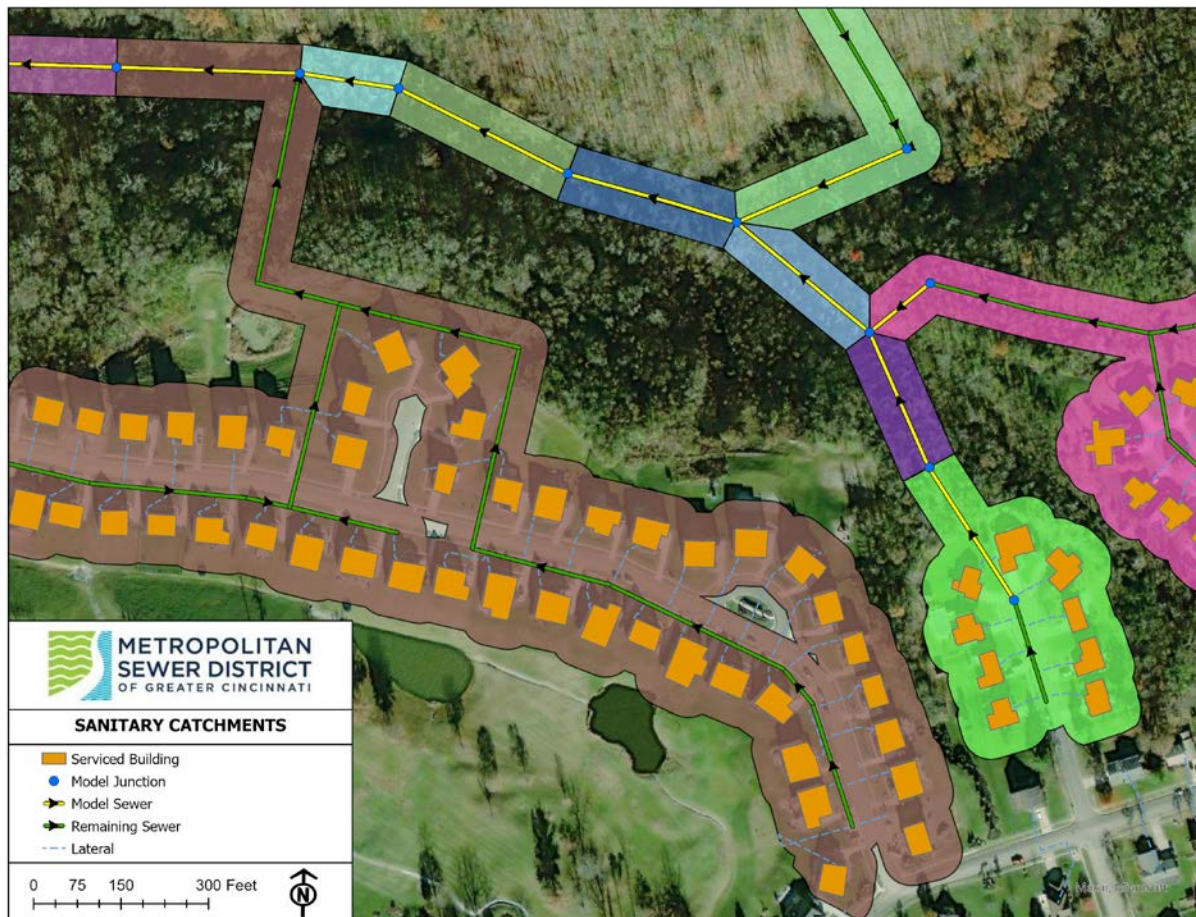 METROPOLITAN
SEWER DISTRICT
OF GREATER CINCINNATI
SANITARY CATCHMENTS
Serviced Building
Model Junction
Model Sewer
Remaining Sewer
Lateral
0 75 150 300 Feet
N